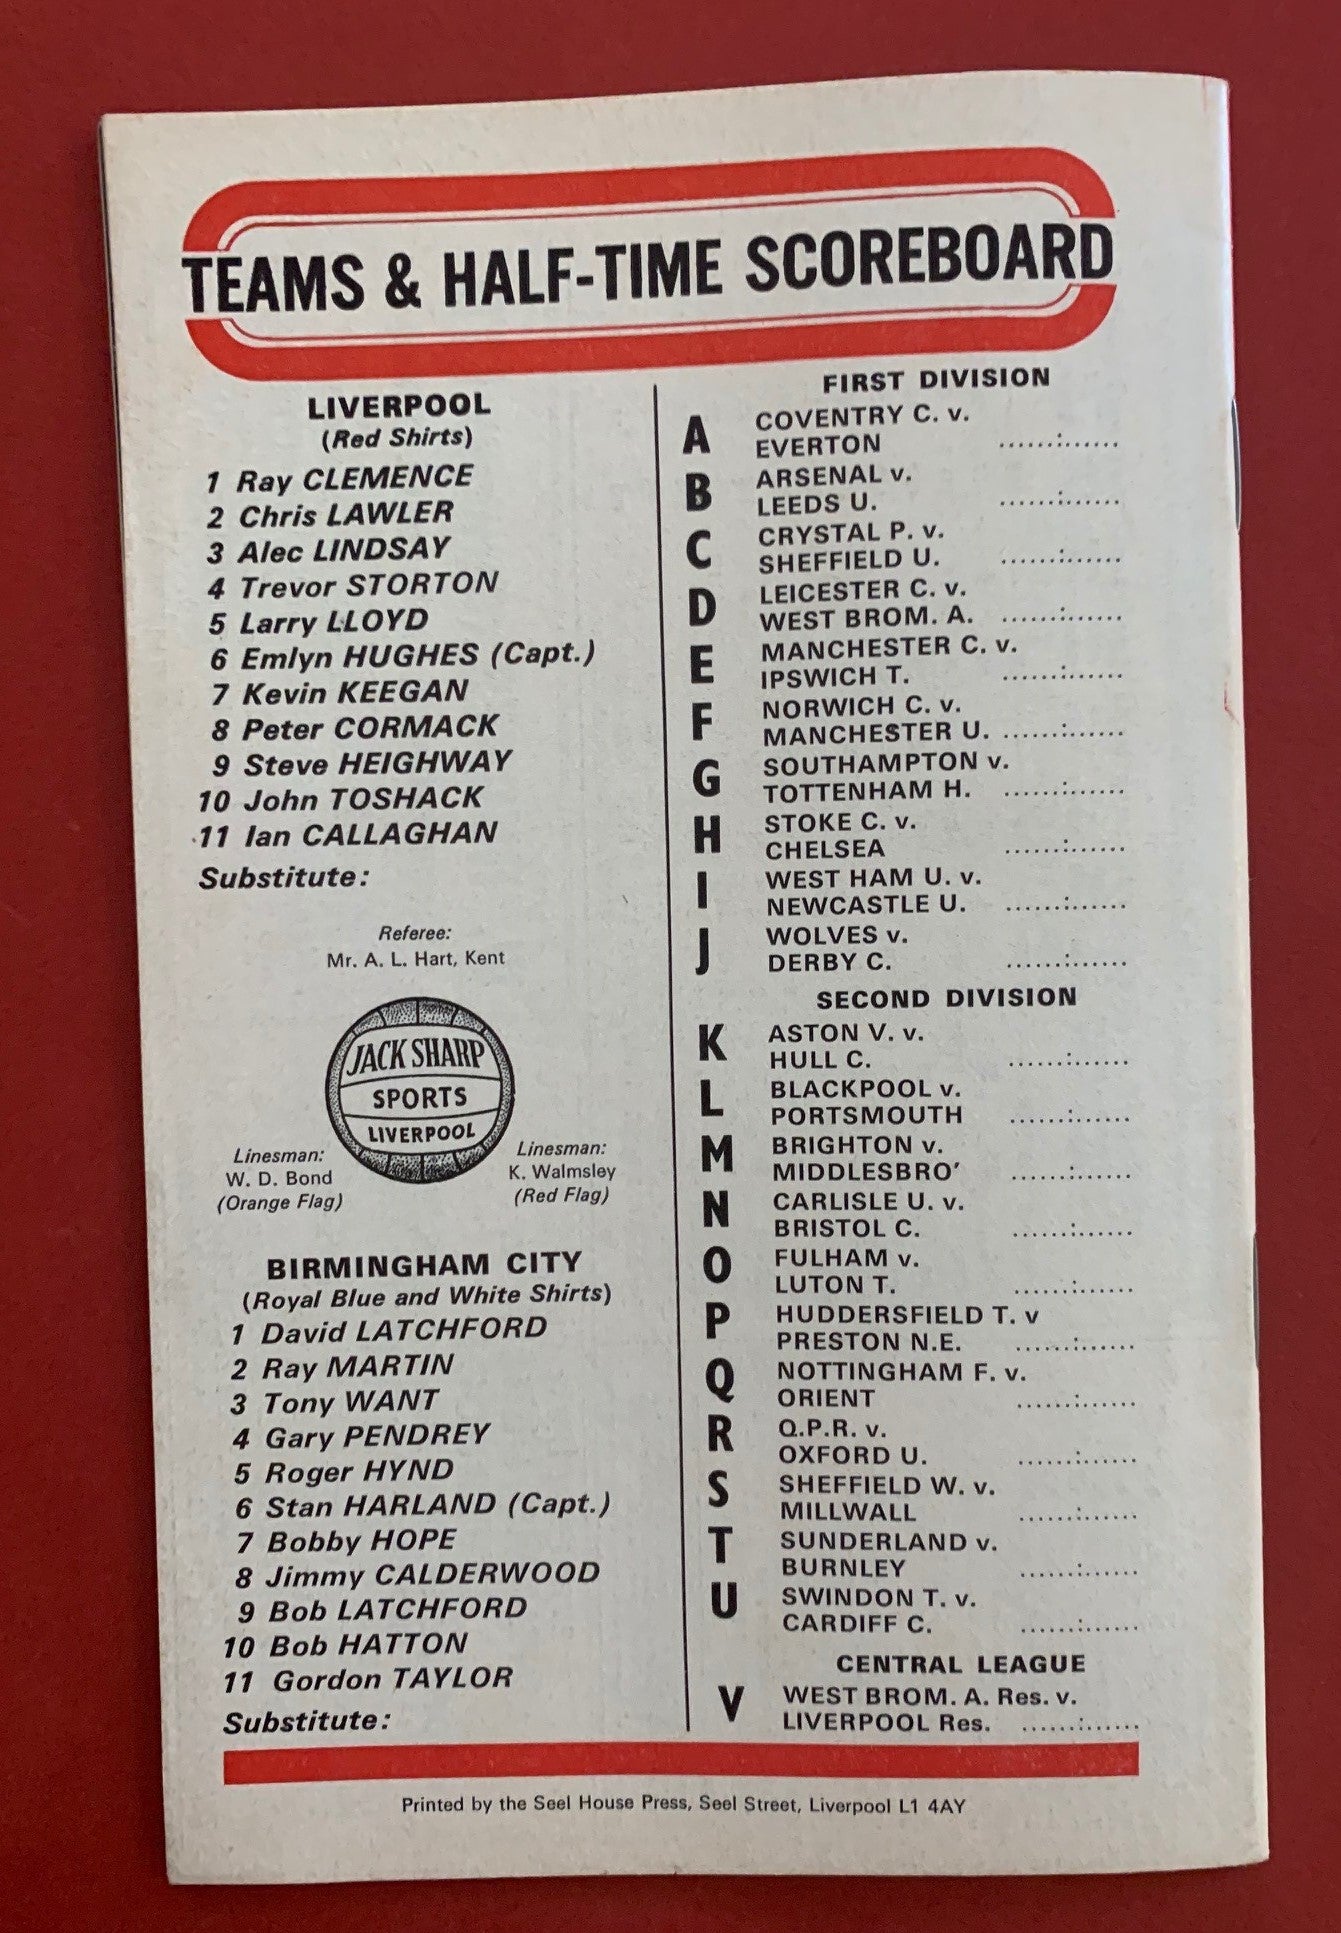 TEAMS & HALF-TIME SCOREBOARD
LIVERPOOL
(Red Shirts)
1 Ray CLEMENCE
2 Chris LAWLER
3 Alec LINDSAY
4 Trevor STORTON
5 Larry LLOYD
6 Emlyn HUGHES (Capt.)
7 Kevin KEEGAN
8 Peter CORMACK
9 Steve HEIGHWAY
10 John TOSHACK
11 Ian CALLAGHAN
Substitute:
Referee:
Mr. A. L. Hart, Kent
JACK SHARP
SPORTS
LIVERPOOL
Linesman:
W. D. Bond
(Orange Flag)
Linesman:
K. Walmsley
(Red Flag)
BIRMINGHAM CITY
(Royal Blue and White Shirts)
1 David LATCHFORD
2 Ray MARTIN
3 Tony WANT
4 Gary PENDREY
5 Roger HYND
6 Stan HARLAND (Capt.)
7 Bobby HOPE
8 Jimmy CALDERWOOD
9 Bob LATCHFORD
10 Bob HATTON
11 Gordon TAYLOR
Substitute:
FIRST DIVISION
A COVENTRY C. v.
EVERTON ......:......
B ARSENAL v.
LEEDS U. ......:......
C CRYSTAL P. v.
SHEFFIELD U. ......:......
D LEICESTER C. v.
WEST BROM. A. ......:......
E MANCHESTER C. v.
IPSWICH T. ......:......
F NORWICH C. v.
MANCHESTER U. ......:......
G SOUTHAMPTON v.
TOTTENHAM H. ......:......
H STOKE C. v.
CHELSEA ......:......
I WEST HAM U. v.
NEWCASTLE U. ......:......
J WOLVES v.
DERBY C. ......:......
SECOND DIVISION
K ASTON V. v.
HULL C. ......:......
L BLACKPOOL v.
PORTSMOUTH ......:......
M BRIGHTON v.
MIDDLESBRO' ......:......
N CARLISLE U. v.
BRISTOL C. ......:......
O FULHAM v.
LUTON T. ......:......
P HUDDERSFIELD T. v
PRESTON N.E. ......:......
Q NOTTINGHAM F. v.
ORIENT ......:......
R Q.P.R. v.
OXFORD U. ......:......
S SHEFFIELD W. v.
MILLWALL ......:......
T SUNDERLAND v.
BURNLEY ......:......
U SWINDON T. v.
CARDIFF C. ......:......
CENTRAL LEAGUE
V WEST BROM. A. Res. v.
LIVERPOOL Res. ......:......
Printed by the Seel House Press, Seel Street, Liverpool L1 4AY